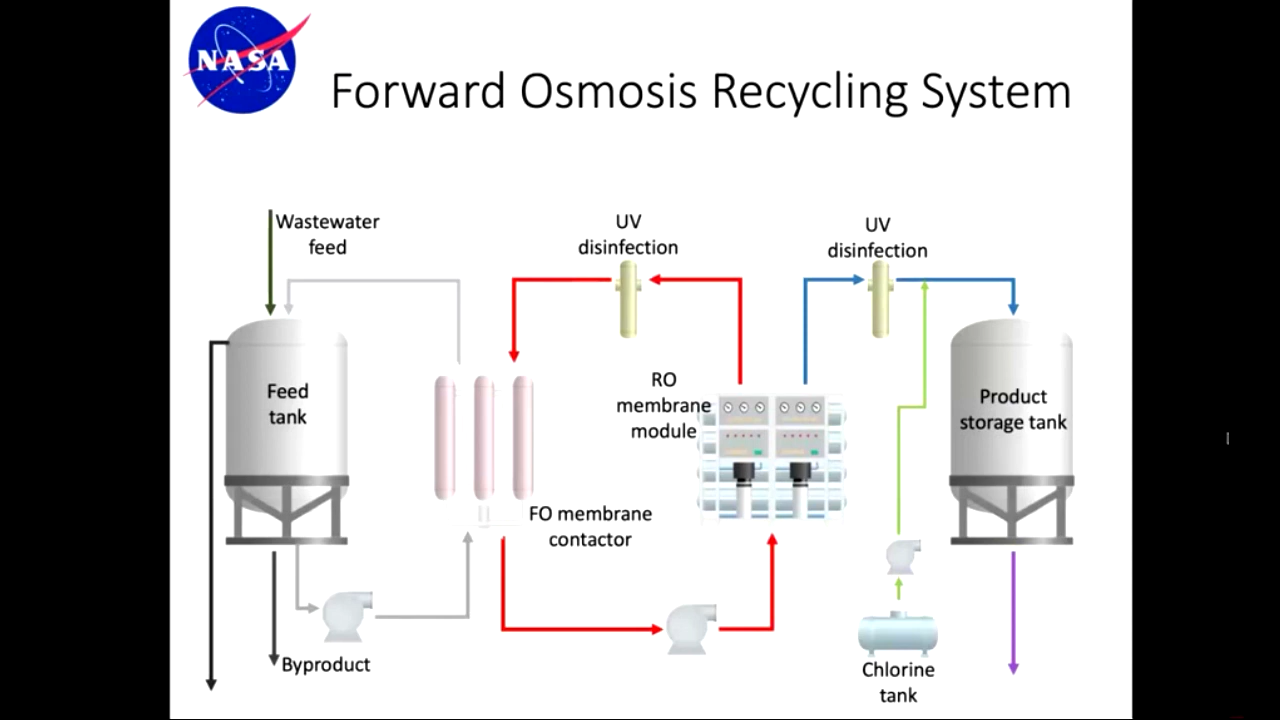 NASA
Forward Osmosis Recycling System
Wastewater
feed
UV
disinfection
UV
disinfection
Feed
tank
RO
membrane
module
Product
storage tank
FO membrane
contactor
Byproduct
Chlorine
tank